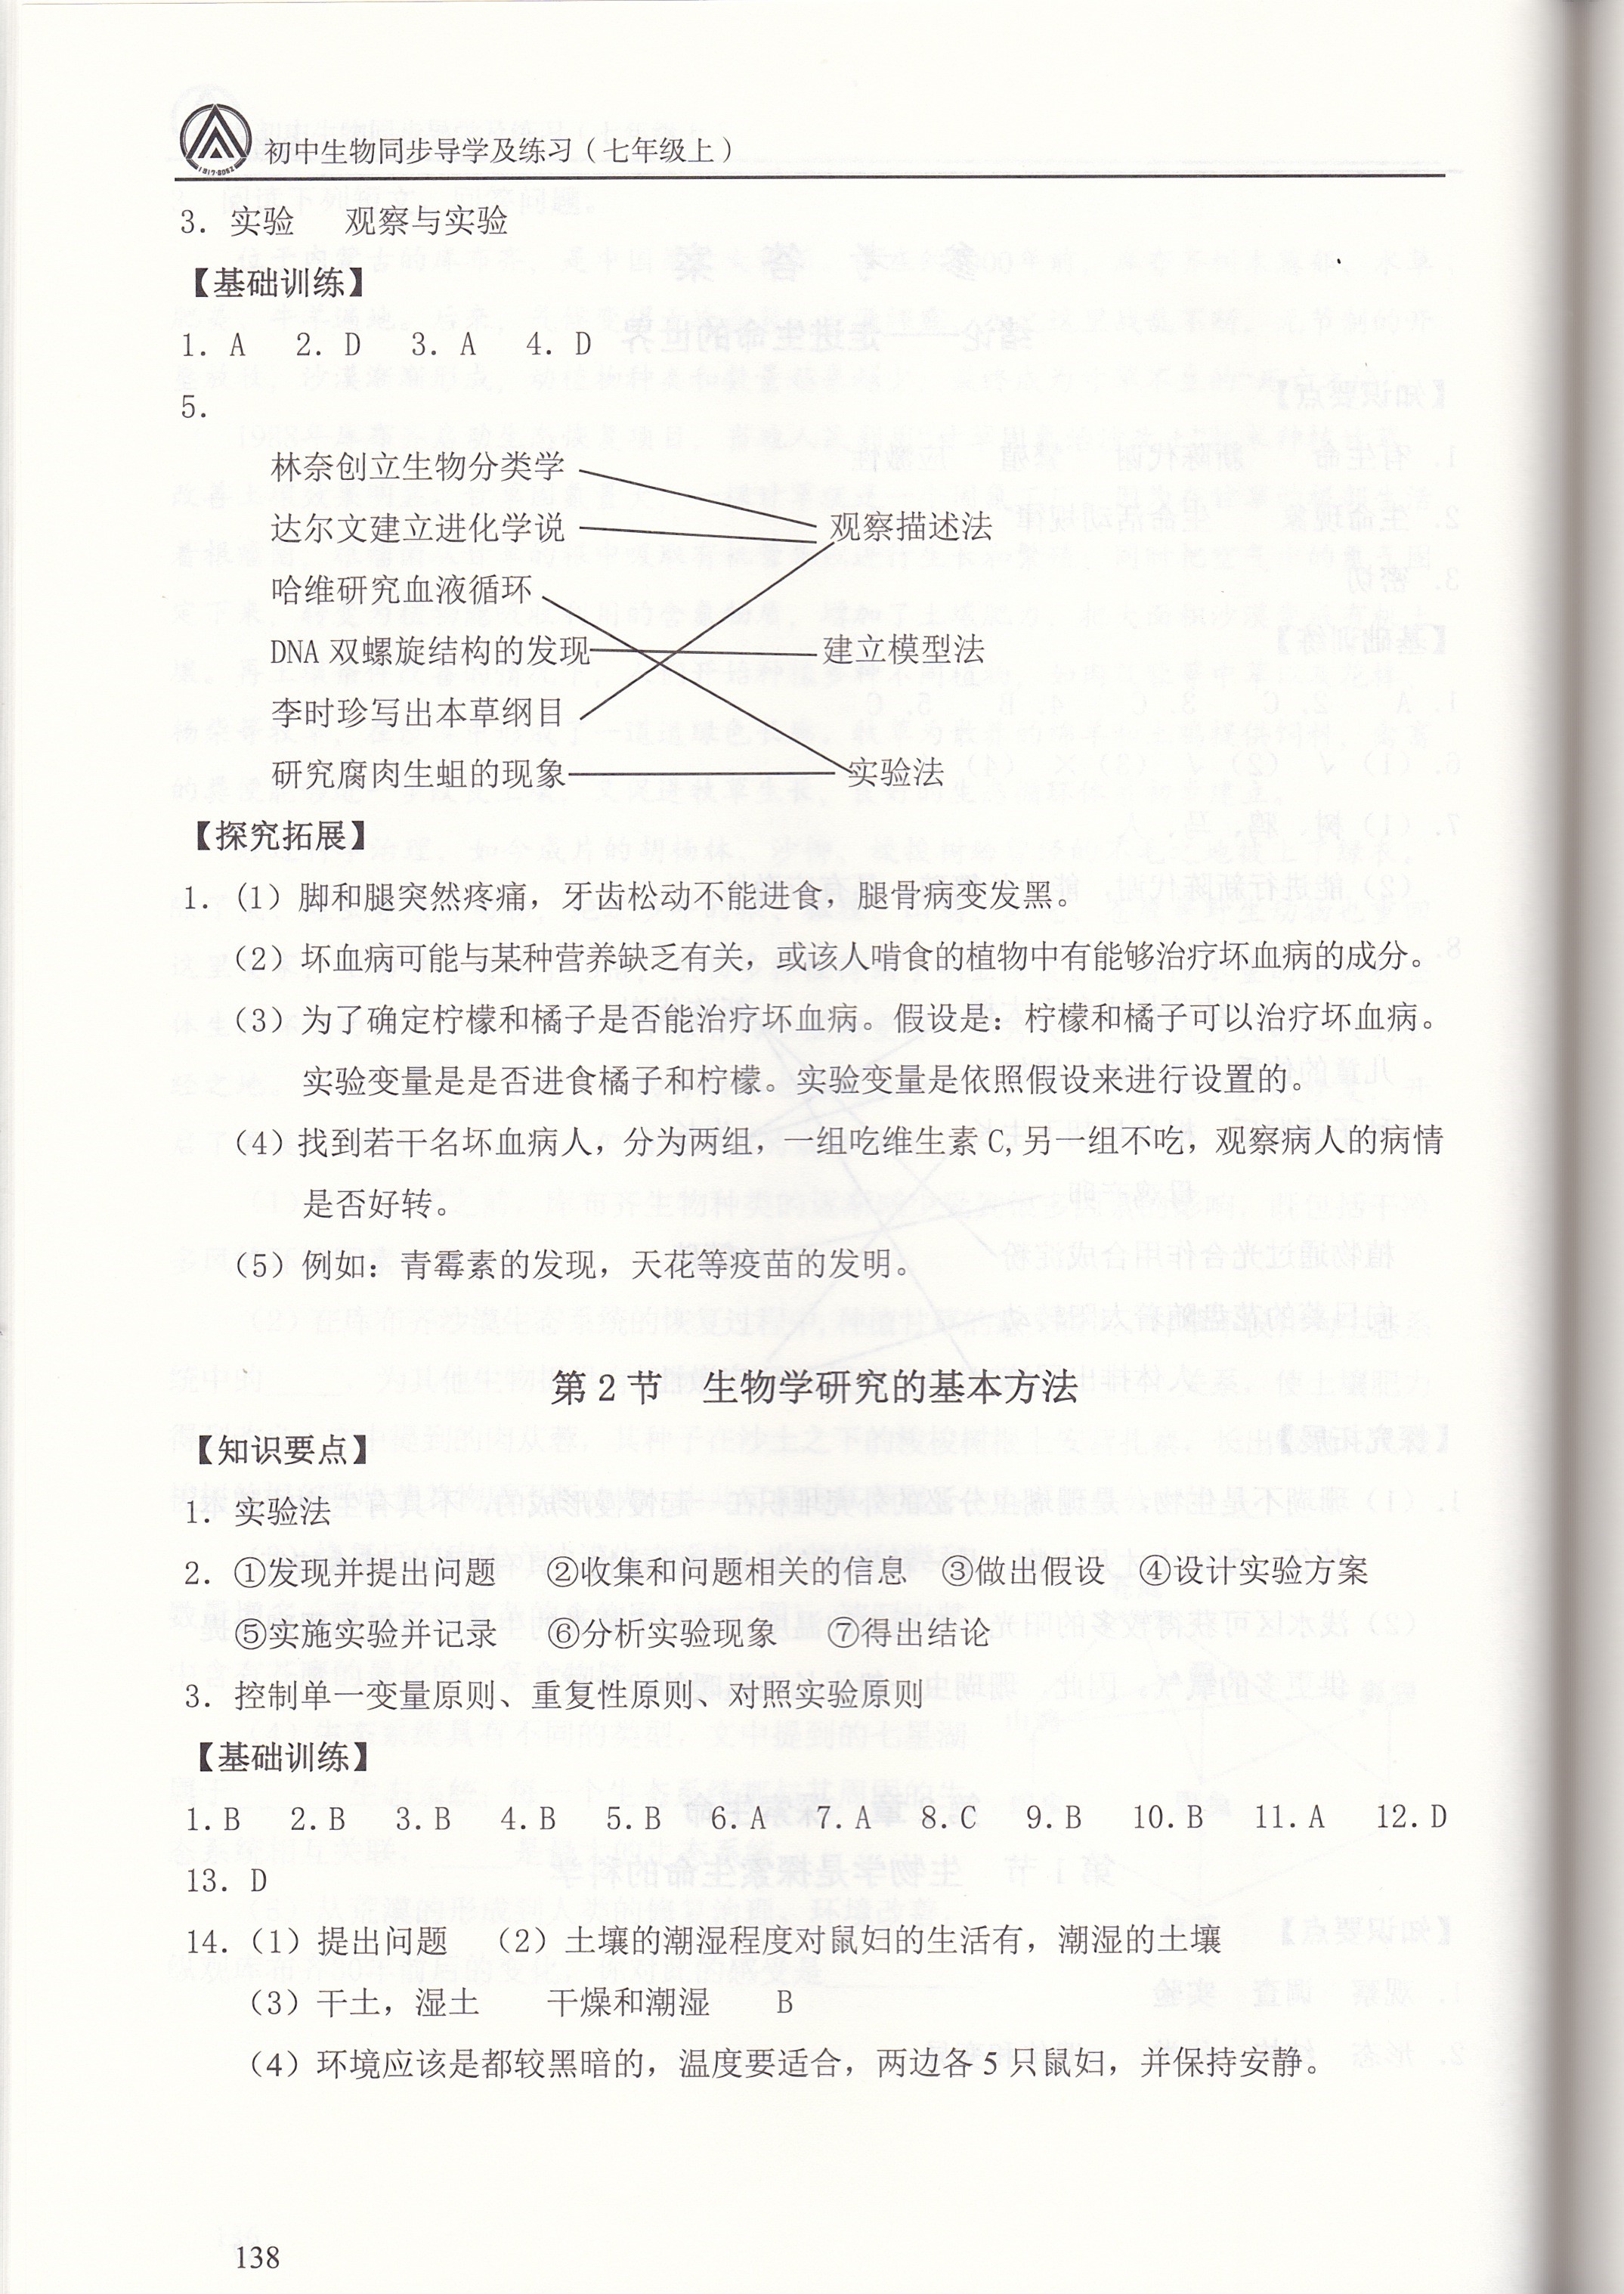 初中生物同步导学及练习（七年级上）
3. 实验 观察与实验
【基础训练】
1. A 2. D 3. A 4. D
5.
林奈创立生物分类学
达尔文建立进化学说 观察描述法
哈维研究血液循环
DNA 双螺旋结构的发现 建立模型法
李时珍写出本草纲目
研究腐肉生蛆的现象 实验法
【探究拓展】
1. (1) 脚和腿突然疼痛，牙齿松动不能进食，腿骨病变发黑。
(2) 坏血病可能与某种营养缺乏有关，或该人啃食的植物中有能够治疗坏血病的成分。
(3) 为了确定柠檬和橘子是否能治疗坏血病。假设是：柠檬和橘子可以治疗坏血病。
实验变量是是否进食橘子和柠檬。实验变量是依照假设来进行设置的。
(4) 找到若干名坏血病人，分为两组，一组吃维生素 C,另一组不吃，观察病人的病情
是否好转。
(5) 例如：青霉素的发现，天花等疫苗的发明。
第 2 节 生物学研究的基本方法
【知识要点】
1. 实验法
2. ①发现并提出问题 ②收集和问题相关的信息 ③做出假设 ④设计实验方案
⑤实施实验并记录 ⑥分析实验现象 ⑦得出结论
3. 控制单一变量原则、重复性原则、对照实验原则
【基础训练】
1. B 2. B 3. B 4. B 5. B 6. A 7. A 8. C 9. B 10. B 11. A 12. D
13. D
14. (1) 提出问题 (2) 土壤的潮湿程度对鼠妇的生活有，潮湿的土壤
(3) 干土，湿土 干燥和潮湿 B
(4) 环境应该是都较黑暗的，温度要适合，两边各 5 只鼠妇，并保持安静。
138